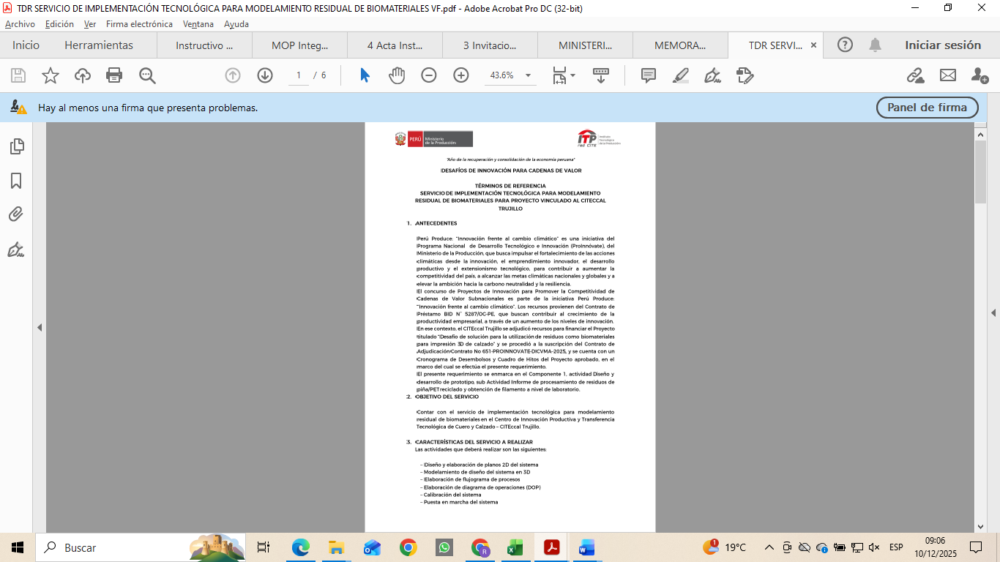 TDR SERVICIO DE IMPLEMENTACIÓN TECNOLÓGICA PARA MODELAMIENTO RESIDUAL DE BIOMATERIALES VF.pdf - Adobe Acrobat Pro DC (32-bit)
Archivo Edición Ver Firma electrónica Ventana Ayuda
Inicio Herramientas Instructivo ... MOP Integ... 4 Acta Inst... 3 Invitacio... MINISTERI... MEMORA... TDR SERVI... Iniciar sesión
1 / 6 43.6%
Hay al menos una firma que presenta problemas. Panel de firma
PERÚ Ministerio de la Producción
ITP red CITE Instituto Tecnológico de la Producción
"Año de la recuperación y consolidación de la economía peruana"
DESAFÍOS DE INNOVACIÓN PARA CADENAS DE VALOR
TÉRMINOS DE REFERENCIA
SERVICIO DE IMPLEMENTACIÓN TECNOLÓGICA PARA MODELAMIENTO
RESIDUAL DE BIOMATERIALES PARA PROYECTO VINCULADO AL CITECCAL
TRUJILLO
1. ANTECEDENTES
Perú Produce: "Innovación frente al cambio climático" es una iniciativa del
Programa Nacional de Desarrollo Tecnológico e Innovación (ProInnóvate), del
Ministerio de la Producción, que busca impulsar el fortalecimiento de las acciones
climáticas desde la innovación, el emprendimiento innovador, el desarrollo
productivo y el extensionismo tecnológico, para contribuir a aumentar la
competitividad del país, a alcanzar las metas climáticas nacionales y globales y a
elevar la ambición hacia la carbono neutralidad y la resiliencia.
El concurso de Proyectos de Innovación para Promover la Competitividad de
Cadenas de Valor Subnacionales es parte de la iniciativa Perú Produce:
"Innovación frente al cambio climático". Los recursos provienen del Contrato de
Préstamo BID N° 5287/OC-PE, que buscan contribuir al crecimiento de la
productividad empresarial, a través de un aumento de los niveles de innovación.
En ese contexto, el CITEccal Trujillo se adjudicó recursos para financiar el Proyecto
titulado "Desafío de solución para la utilización de residuos como biomateriales
para impresión 3D de calzado" y se procedió a la suscripción del Contrato de
Adjudicación Contrato No 651-PROINNOVATE-DICVMA-2025, y se cuenta con un
Cronograma de Desembolsos y Cuadro de Hitos del Proyecto aprobado, en el
marco del cual se efectúa el presente requerimiento.
El presente requerimiento se enmarca en el Componente 1, actividad Diseño y
desarrollo de prototipo, sub Actividad Informe de procesamiento de residuos de
piña/PET reciclado y obtención de filamento a nivel de laboratorio.
2. OBJETIVO DEL SERVICIO
Contar con el servicio de implementación tecnológica para modelamiento
residual de biomateriales en el Centro de Innovación Productiva y Transferencia
Tecnológica de Cuero y Calzado – CITEccal Trujillo.
3. CARACTERÍSTICAS DEL SERVICIO A REALIZAR
Las actividades que deberá realizar son las siguientes:
- Diseño y elaboración de planos 2D del sistema
- Modelamiento de diseño del sistema en 3D
- Elaboración de flujograma de procesos
- Elaboración de diagrama de operaciones (DOP)
- Calibración del sistema
- Puesta en marcha del sistema
Buscar 1 19°C ESP 09:06
10/12/2025